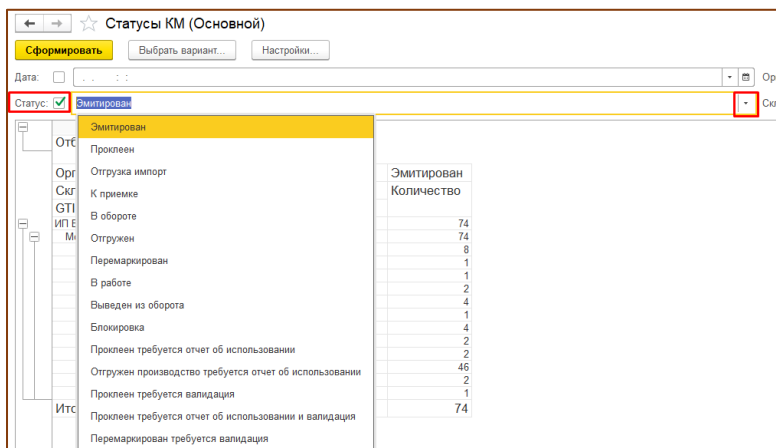 Статусы КМ (Основной)
Сформировать Выбрать вариант... Настройки...
Дата: . . : : Ор
Статус: Эмитирован Скл
Эмитирован
Отб
Проклеен
Отгрузка импорт
Орг Эмитирован
К приемке
Скл Количество
В обороте
GTI
ИП Е 74
Отгружен
Мо 74
8
Перемаркирован
1
1
В работе
2
Выведен из оборота
4
1
Блокировка
4
2
Проклеен требуется отчет об использовании
2
Отгружен производство требуется отчет об использовании
46
2
Проклеен требуется валидация
1
Итс 74
Проклеен требуется отчет об использовании и валидация
Перемаркирован требуется валидация